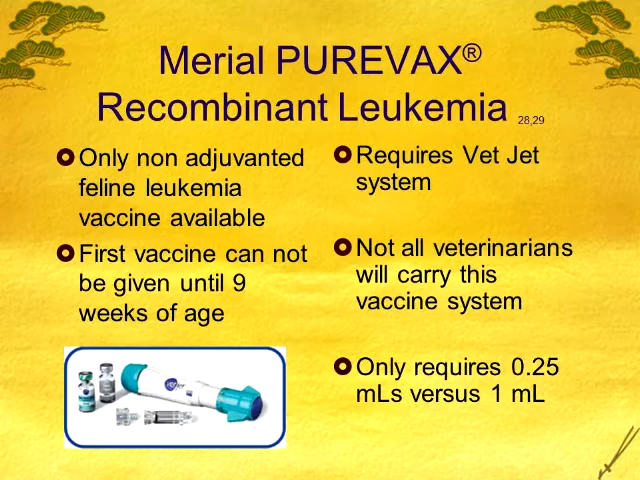 Merial PUREVAX®
Recombinant Leukemia 28,29
Only non adjuvanted
feline leukemia
vaccine available
First vaccine can not
be given until 9
weeks of age
Requires Vet Jet
system
Not all veterinarians
will carry this
vaccine system
Only requires 0.25
mLs versus 1 mL